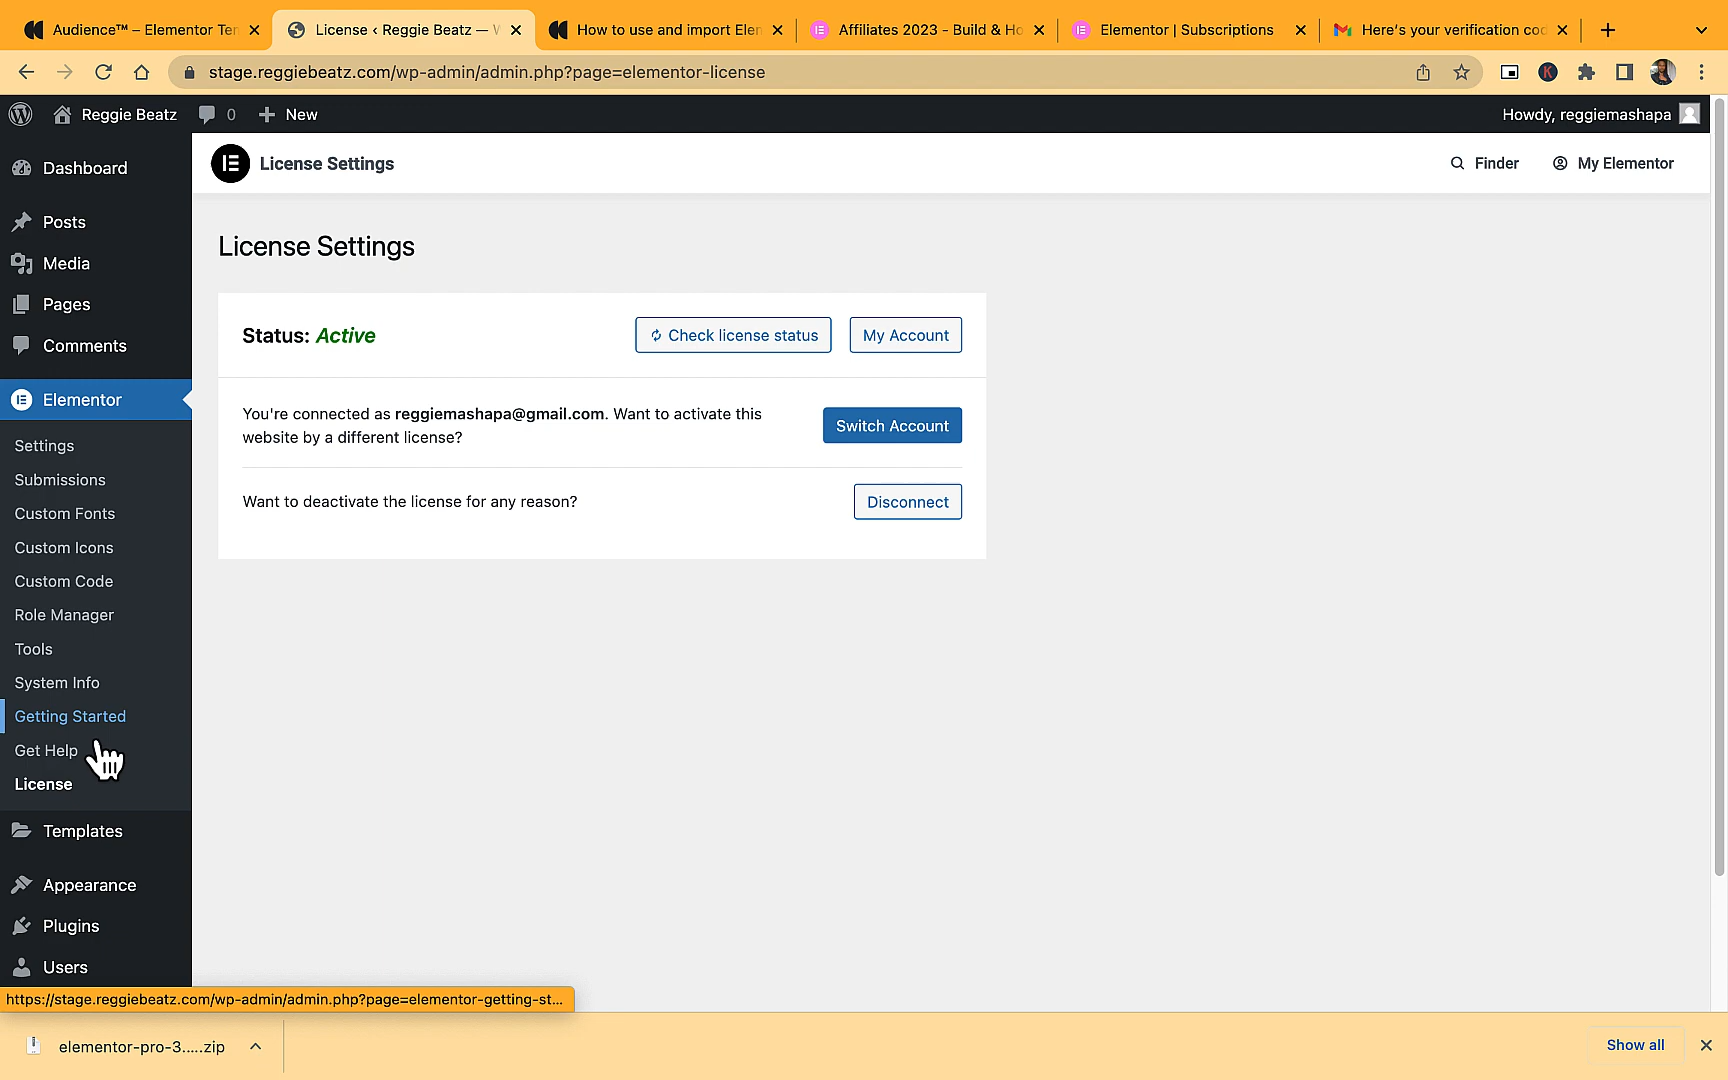 Audience™ – Elementor Ter
License ‹ Reggie Beatz —
How to use and import Elen
Affiliates 2023 - Build & Ho
Elementor | Subscriptions
Here's your verification coc
stage.reggiebeatz.com/wp-admin/admin.php?page=elementor-license
K
Reggie Beatz
0
New
Howdy, reggiemashapa
Dashboard
License Settings
Finder
My Elementor
Posts
Media
Pages
Comments
Elementor
Settings
Submissions
Custom Fonts
Custom Icons
Custom Code
Role Manager
Tools
System Info
Getting Started
Get Help
License
Templates
Appearance
Plugins
Users
License Settings
Status: Active
Check license status
My Account
You're connected as reggiemashapa@gmail.com. Want to activate this
website by a different license?
Switch Account
Want to deactivate the license for any reason?
Disconnect
https://stage.reggiebeatz.com/wp-admin/admin.php?page=elementor-getting-st...
elementor-pro-3.....zip
Show all